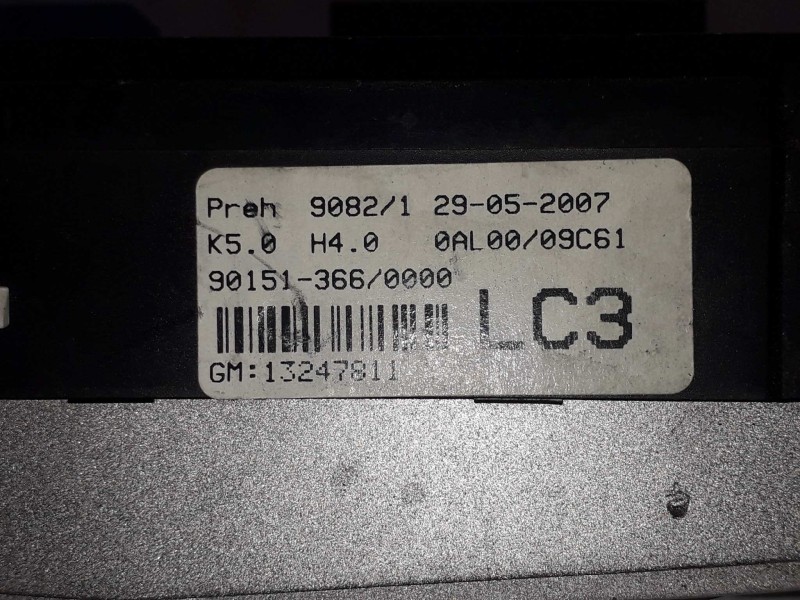 Preh 9082/1 29-05-2007
K5.0 H4.0 0AL00/09C61
90151-366/0000
LC3
GM:13247811